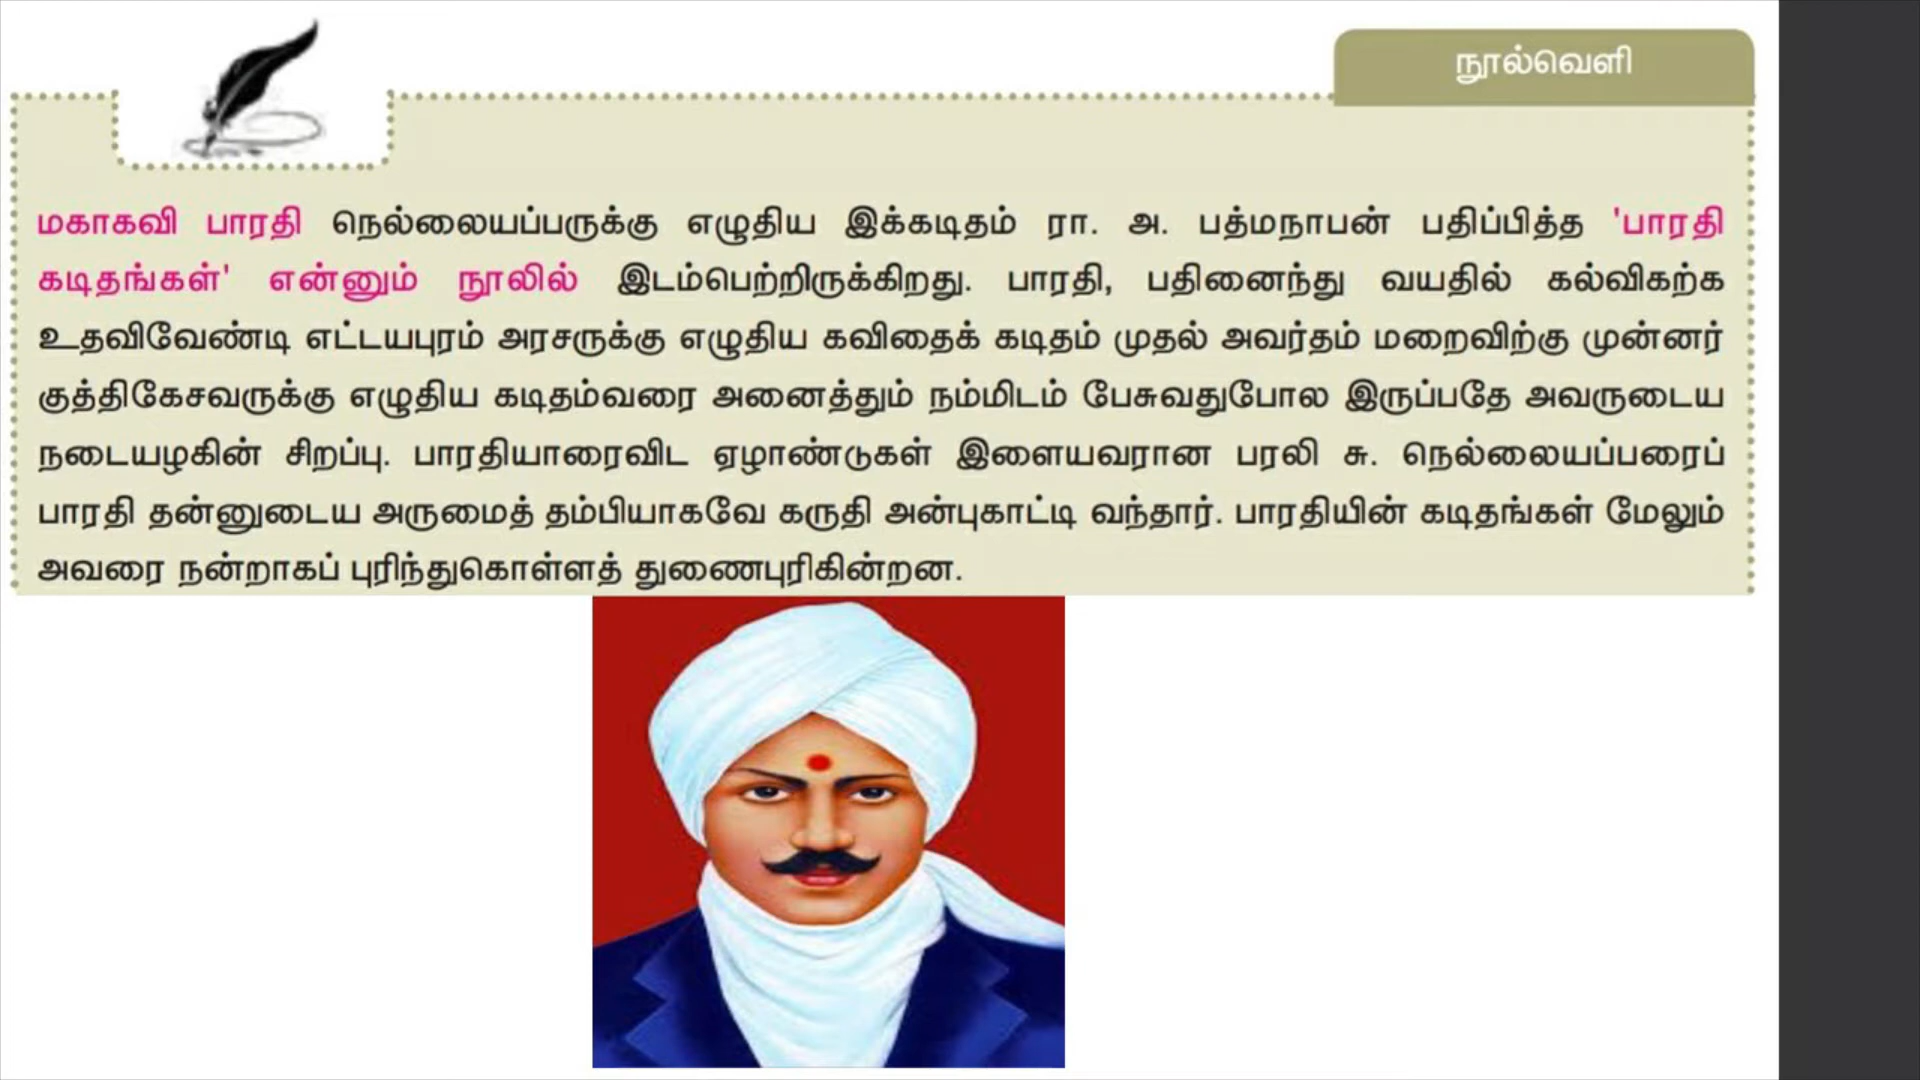 நூல்வெளி
மகாகவி பாரதி நெல்லையப்பருக்கு எழுதிய இக்கடிதம் ரா. அ. பத்மநாபன் பதிப்பித்த 'பாரதி
கடிதங்கள்' என்னும் நூலில் இடம்பெற்றிருக்கிறது. பாரதி, பதினைந்து வயதில் கல்விகற்க
உதவிவேண்டி எட்டயபுரம் அரசருக்கு எழுதிய கவிதைக் கடிதம் முதல் அவர்தம் மறைவிற்கு முன்னர்
குத்திகேசவருக்கு எழுதிய கடிதம்வரை அனைத்தும் நம்மிடம் பேசுவதுபோல இருப்பதே அவருடைய
நடையழகின் சிறப்பு. பாரதியாரைவிட ஏழாண்டுகள் இளையவரான பரலி சு. நெல்லையப்பரைப்
பாரதி தன்னுடைய அருமைத் தம்பியாகவே கருதி அன்புகாட்டி வந்தார். பாரதியின் கடிதங்கள் மேலும்
அவரை நன்றாகப் புரிந்துகொள்ளத் துணைபுரிகின்றன.